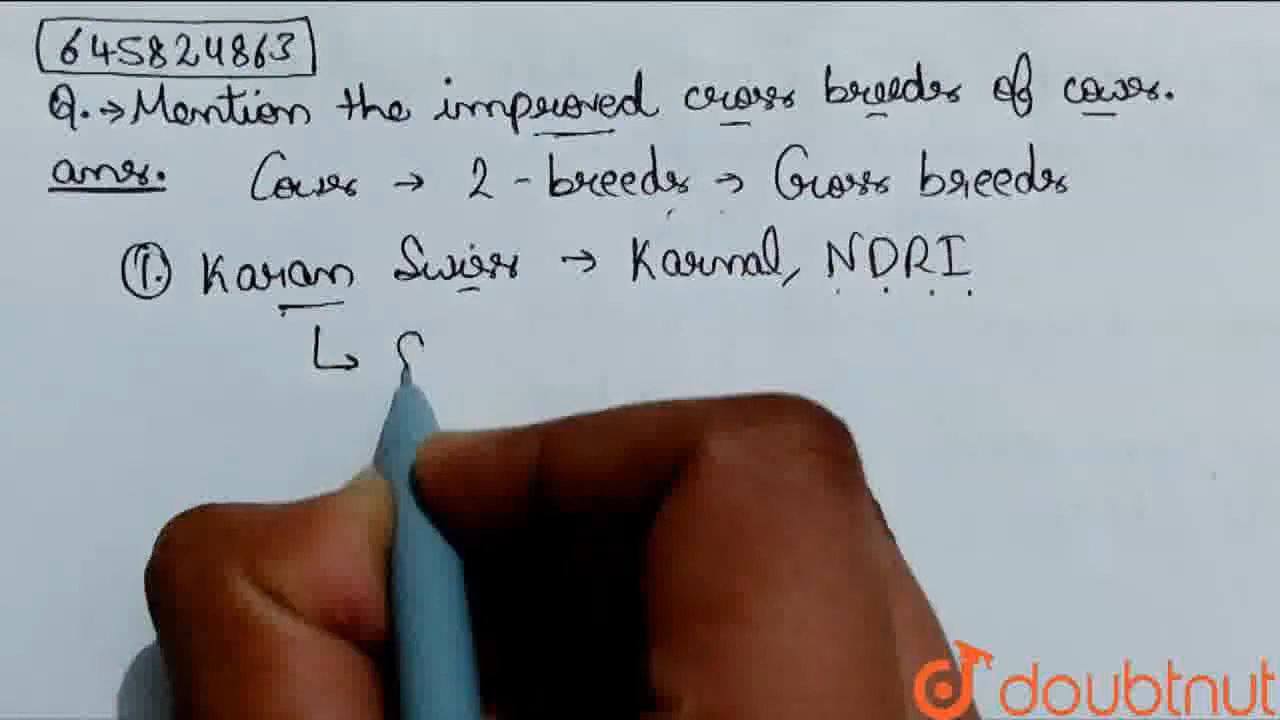 645824863
Q.→ Mention the improved cross breeds of cows.
ans. Cows → 2 - breeds → Cross breeds
①. Karan Swiss → Karnal, NDRI
↳ S
doubtnut